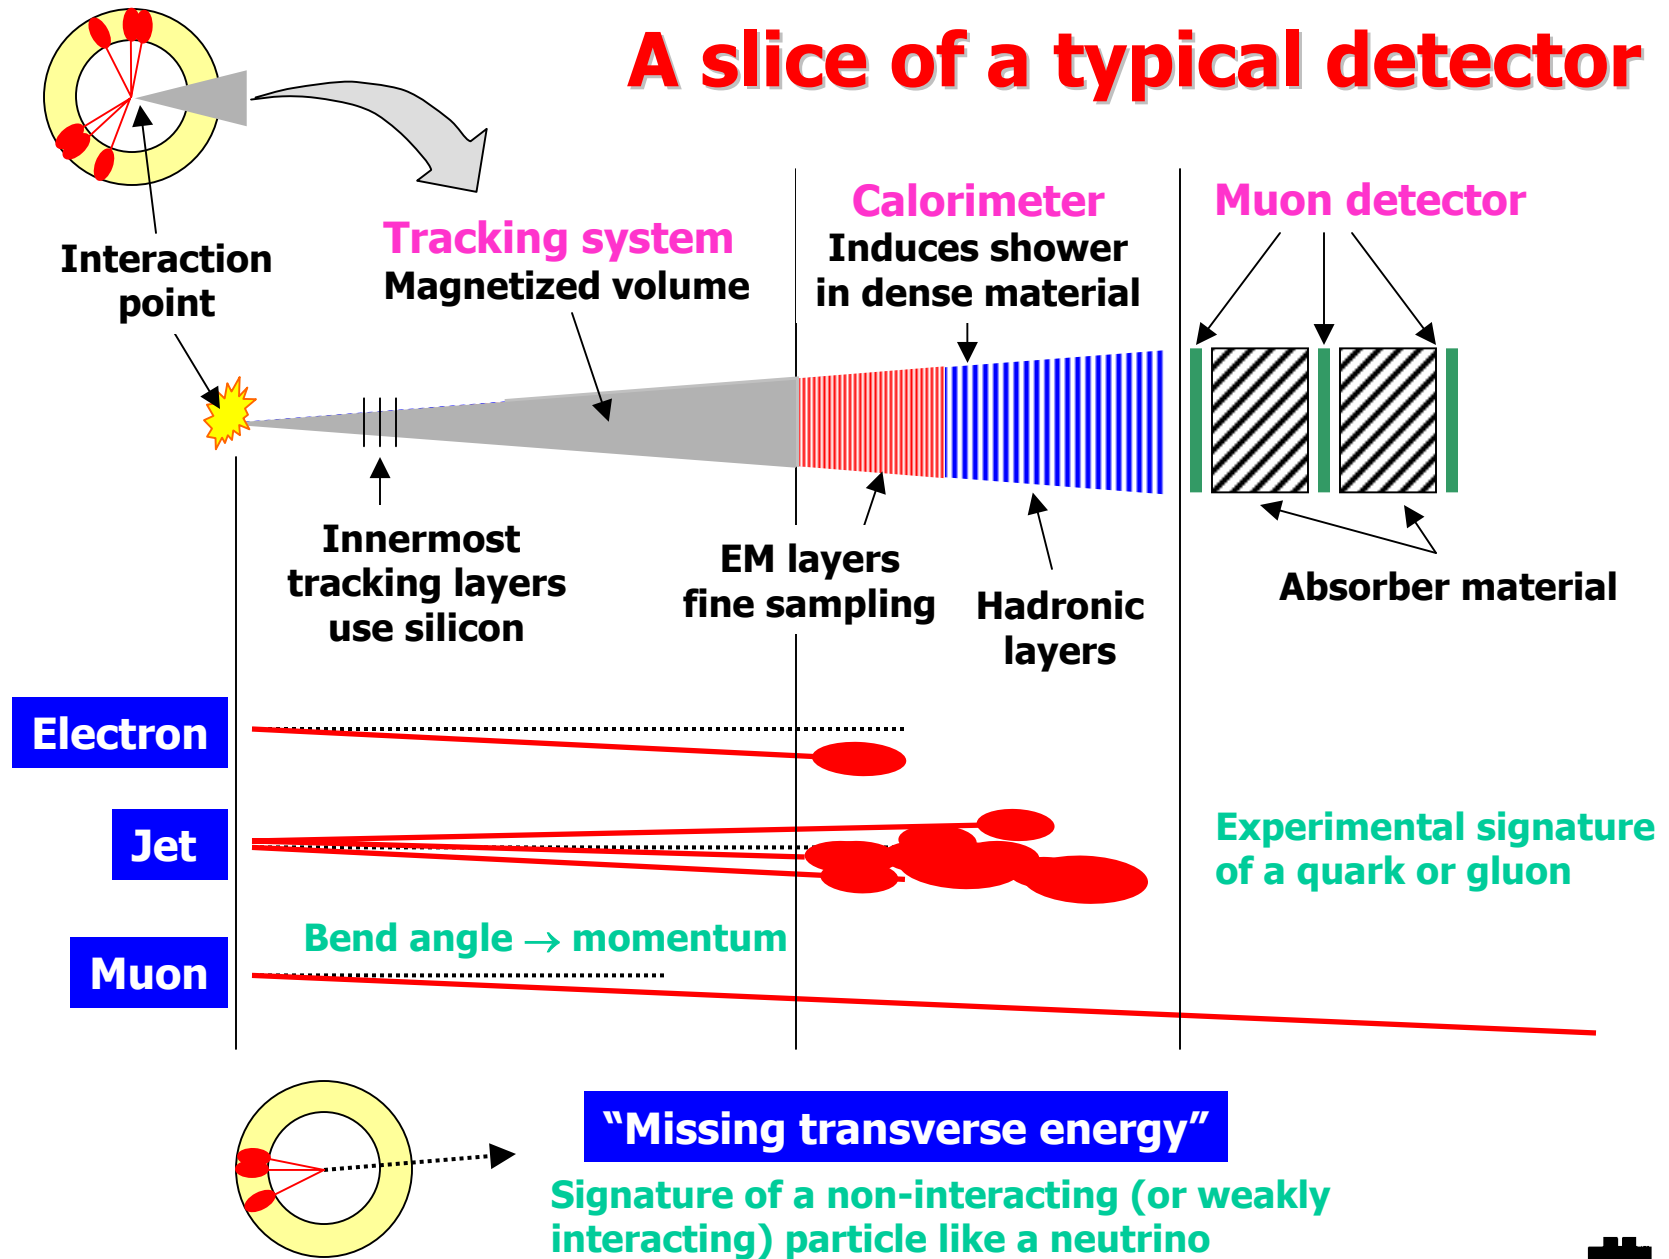 A slice of a typical detector
Interaction
point
Tracking system
Magnetized volume
Calorimeter
Induces shower
in dense material
Muon detector
Innermost
tracking layers
use silicon
EM layers
fine sampling
Hadronic
layers
Absorber material
Electron
Jet
Experimental signature
of a quark or gluon
Bend angle → momentum
Muon
“Missing transverse energy”
Signature of a non-interacting (or weakly
interacting) particle like a neutrino